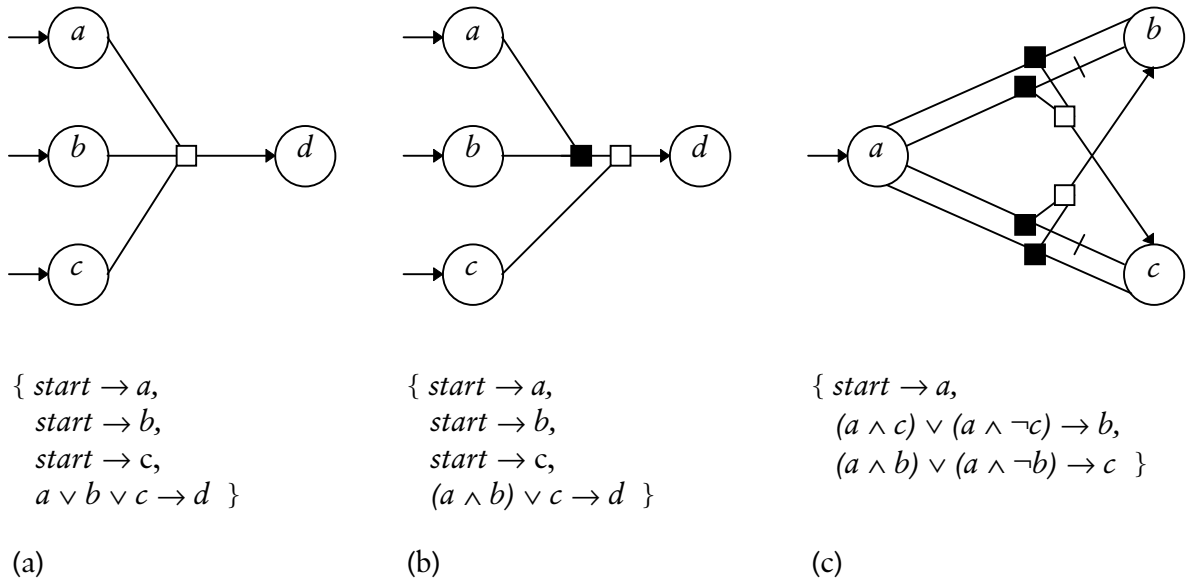 a
b
c
d
a
b
c
d
a
b
c
{ start → a,
start → b,
start → c,
a ∨ b ∨ c → d }
(a)
{ start → a,
start → b,
start → c,
(a ∧ b) ∨ c → d }
(b)
{ start → a,
(a ∧ c) ∨ (a ∧ ¬c) → b,
(a ∧ b) ∨ (a ∧ ¬b) → c }
(c)